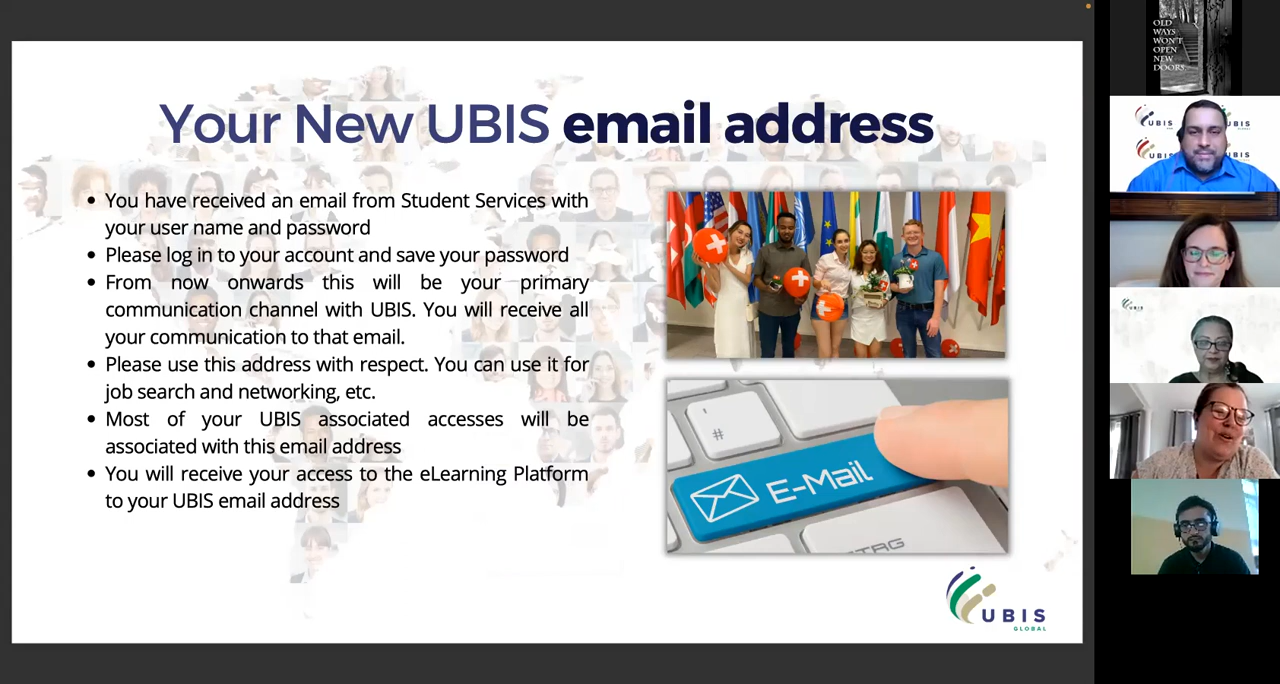 Your New UBIS email address
• You have received an email from Student Services with
your user name and password
• Please log in to your account and save your password
• From now onwards this will be your primary
communication channel with UBIS. You will receive all
your communication to that email.
• Please use this address with respect. You can use it for
job search and networking, etc.
• Most of your UBIS associated accesses will be
associated with this email address
• You will receive your access to the eLearning Platform
to your UBIS email address
'
#
E-Mail
UBIS
GLOBAL
OLD
WAYS
WON'T
OPEN
NEW
DOORS.
UBIS
UBIS
UBIS
UBIS
UBIS